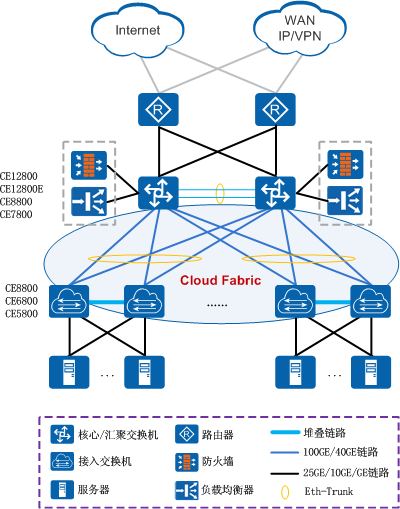 Internet
WAN
IP/VPN
R
R
CE12800
CE12800E
CE8800
CE7800
Cloud Fabric
CE8800
CE6800
CE5800
......
...
...
核心/汇聚交换机
R
路由器
堆叠链路
接入交换机
防火墙
100GE/40GE链路
服务器
负载均衡器
25GE/10GE/GE链路
Eth-Trunk